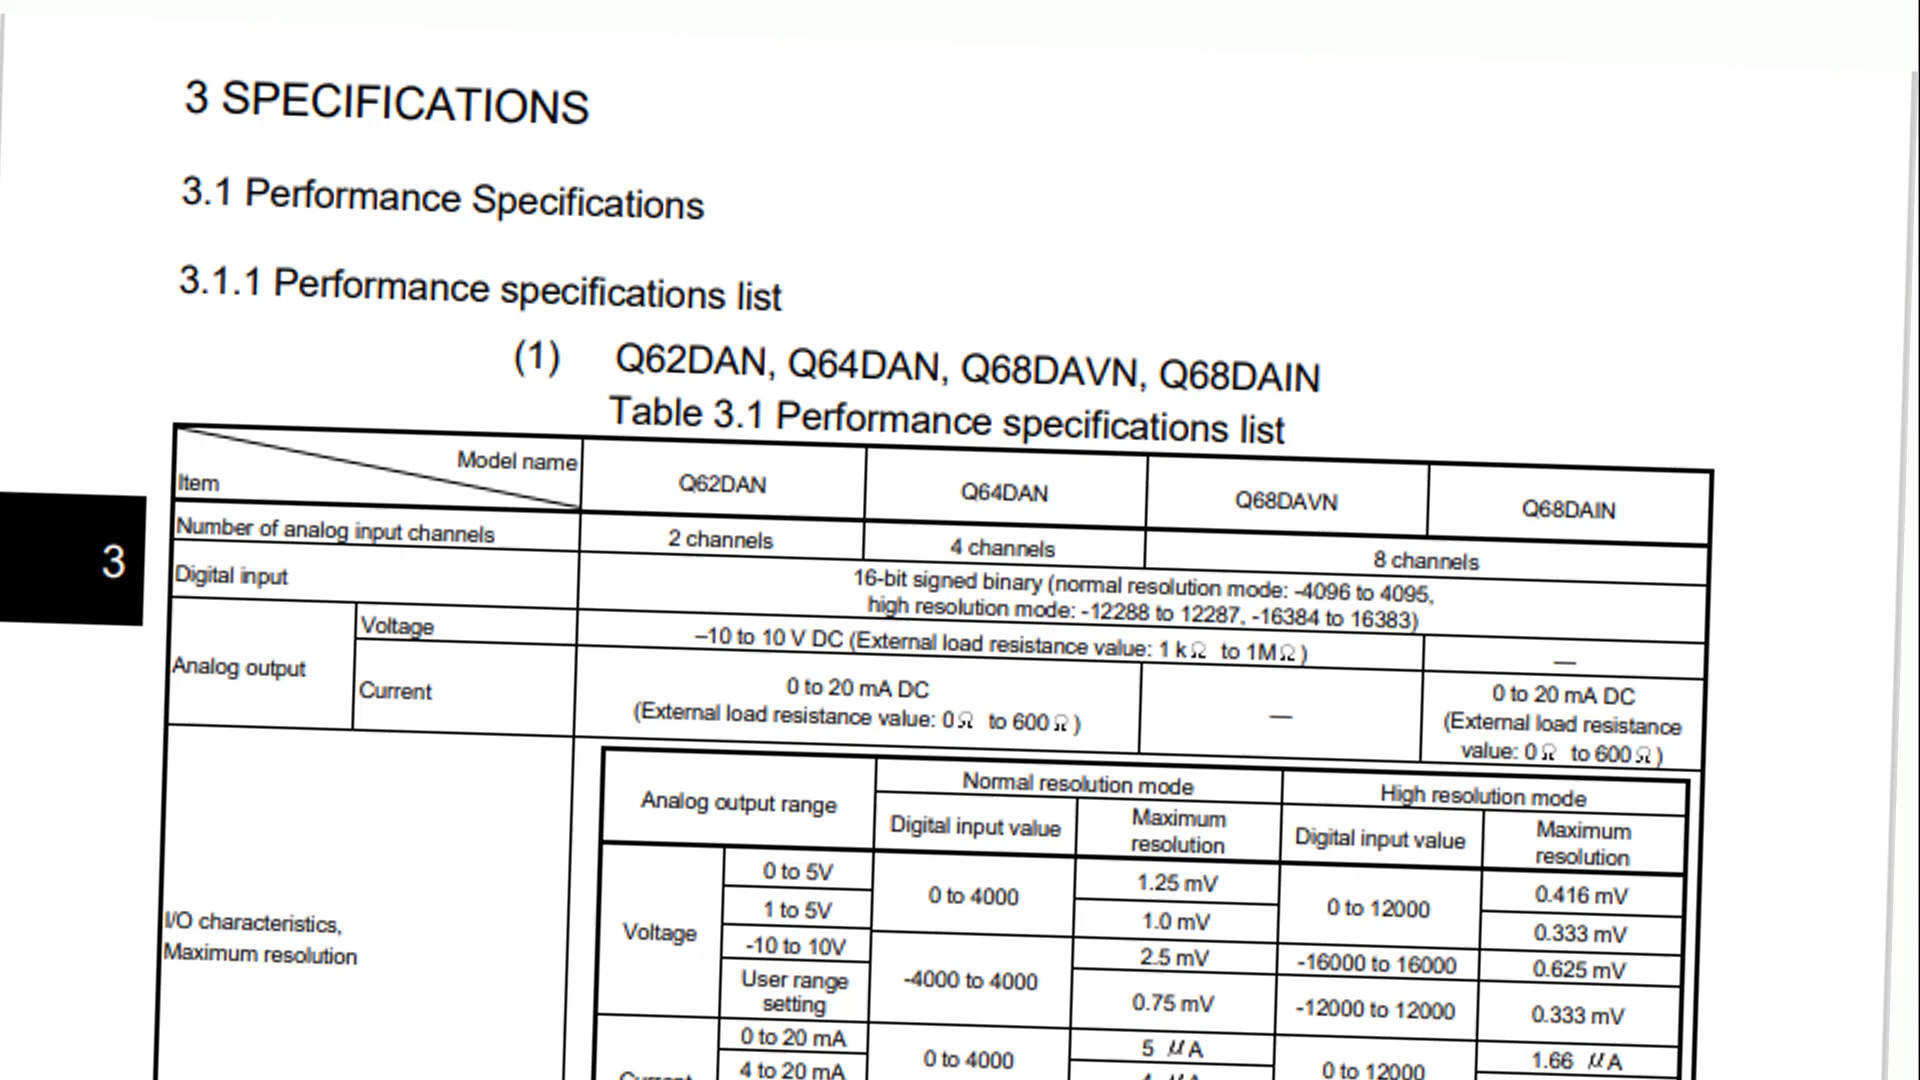 3 SPECIFICATIONS
3.1 Performance Specifications
3.1.1 Performance specifications list
(1) Q62DAN, Q64DAN, Q68DAVN, Q68DAIN
Table 3.1 Performance specifications list
Model name
Item
Q62DAN Q64DAN Q68DAVN Q68DAIN
Number of analog input channels 2 channels 4 channels 8 channels
3
Digital input
16-bit signed binary (normal resolution mode: -4096 to 4095,
high resolution mode: -12288 to 12287, -16384 to 16383)
Analog output
Voltage –10 to 10 V DC (External load resistance value: 1 kΩ to 1MΩ) —
Current
0 to 20 mA DC
(External load resistance value: 0Ω to 600Ω)
—
0 to 20 mA DC
(External load resistance
value: 0Ω to 600Ω)
I/O characteristics,
Maximum resolution
Analog output range
Normal resolution mode
High resolution mode
Digital input value
Maximum
resolution
Digital input value
Maximum
resolution
Voltage
0 to 5V 0 to 4000 1.25 mV 0 to 12000 0.416 mV
1 to 5V 1.0 mV 0.333 mV
-10 to 10V -4000 to 4000 2.5 mV -16000 to 16000 0.625 mV
User range
setting
0.75 mV -12000 to 12000 0.333 mV
Current
0 to 20 mA 0 to 4000 5 μA 0 to 12000 1.66 μA
4 to 20 mA 4 μA